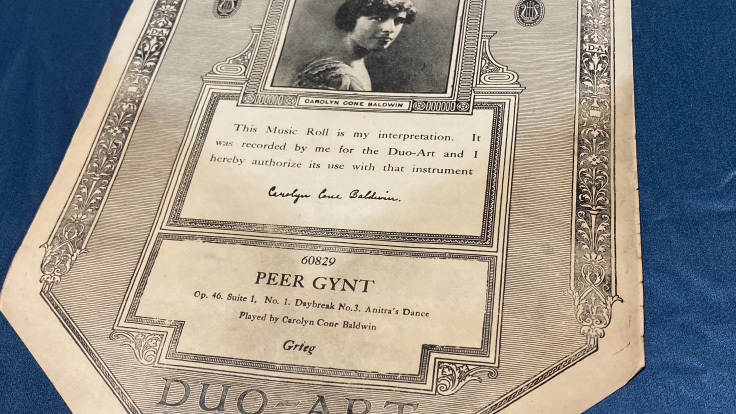 CAROLYN CONE BALDWIN
This Music Roll is my interpretation. It
was recorded by me for the Duo-Art and I
hereby authorize its use with that instrument
Carolyn Cone Baldwin.
60829
PEER GYNT
Op. 46. Suite 1, No. 1. Daybreak No.3. Anitra's Dance
Played by Carolyn Cone Baldwin
Grieg
DUO-ART